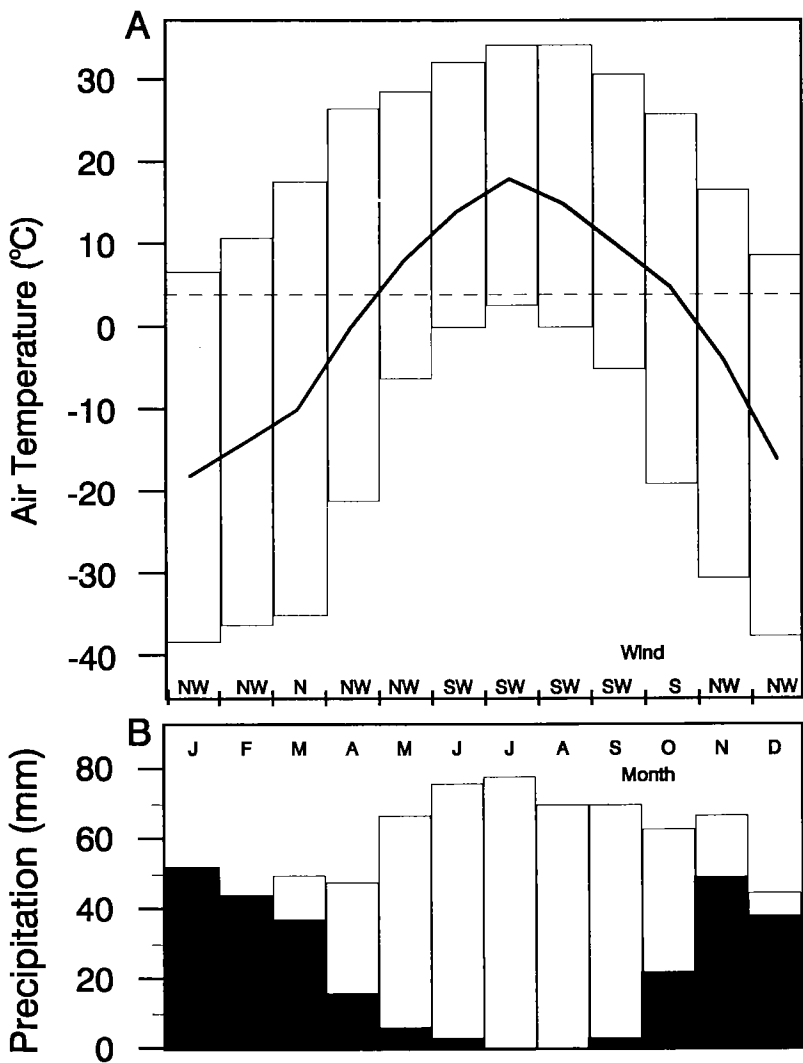 A
Air Temperature (ºC)
30
20
10
0
-10
-20
-30
-40
Wind
NW NW N NW NW SW SW SW SW S NW NW
B
Precipitation (mm)
J F M A M J J A S O N D
Month
80
60
40
20
0